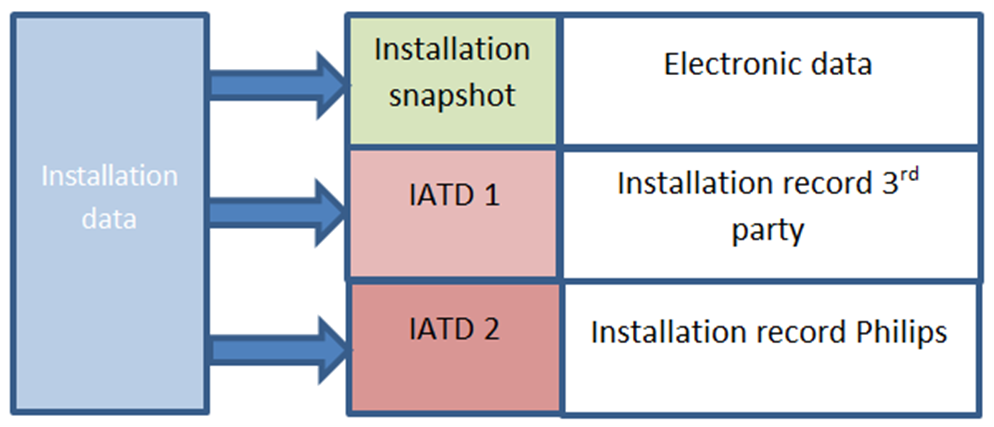 Installation
data
Installation
snapshot
Electronic data
IATD 1
Installation record 3rd
party
IATD 2
Installation record Philips